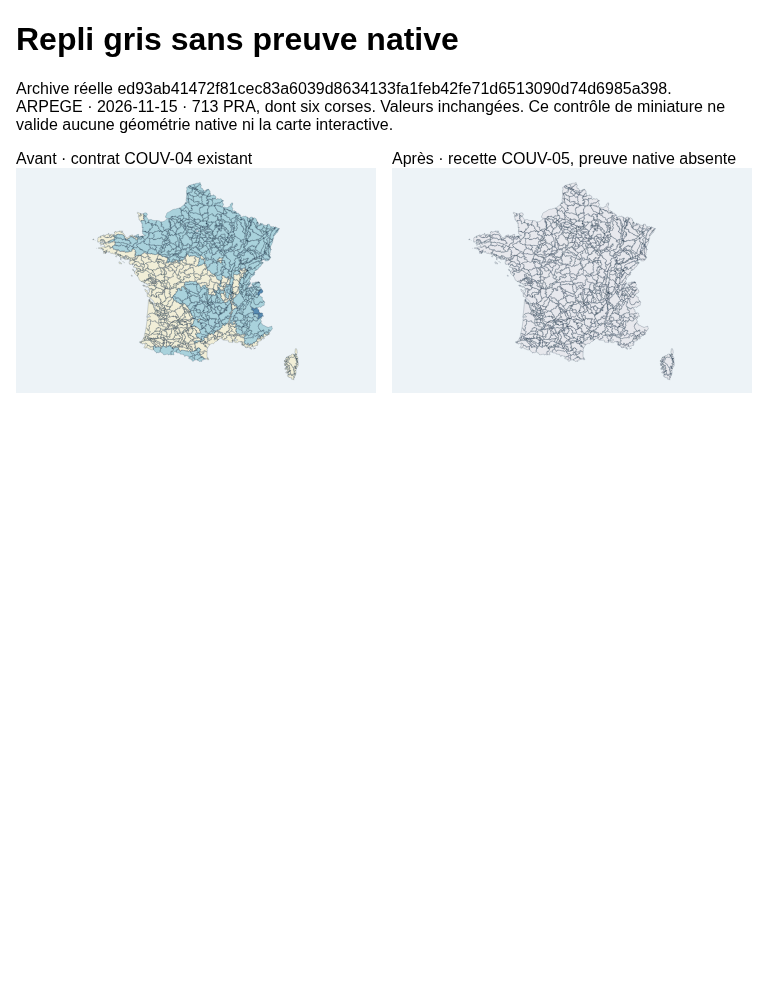 Repli gris sans preuve native
Archive réelle ed93ab41472f81cec83a6039d8634133fa1feb42fe71d6513090d74d6985a398.
ARPEGE · 2026-11-15 · 713 PRA, dont six corses. Valeurs inchangées. Ce contrôle de miniature ne
valide aucune géométrie native ni la carte interactive.
Avant · contrat COUV-04 existant
Après · recette COUV-05, preuve native absente